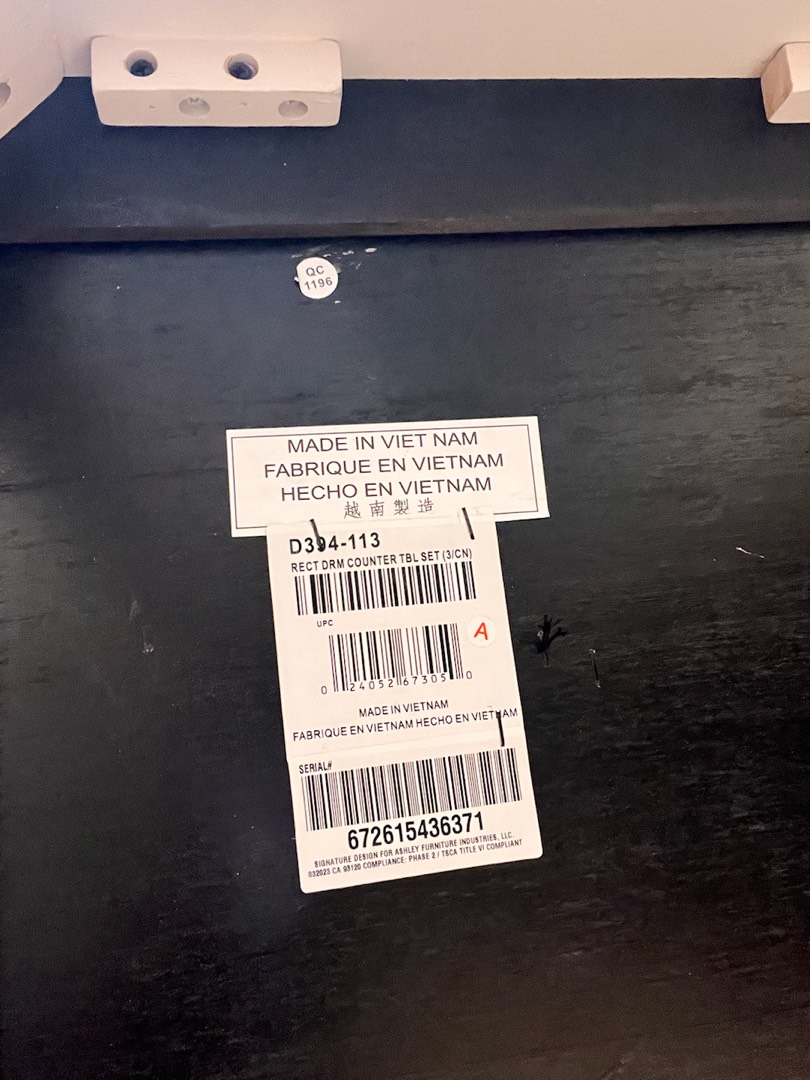 QC
1196
MADE IN VIET NAM
FABRIQUE EN VIETNAM
HECHO EN VIETNAM
越南製造
D394-113
RECT DRM COUNTER TBL SET (3/CN)
UPC
A
0 24052 67305 0
MADE IN VIETNAM
FABRIQUE EN VIETNAM HECHO EN VIETNAM
SERIAL#
672615436371
SIGNATURE DESIGN FOR ASHLEY FURNITURE INDUSTRIES, LLC.
032023 CA 93120 COMPLIANCE: PHASE 2 / TSCA TITLE VI COMPLIANT